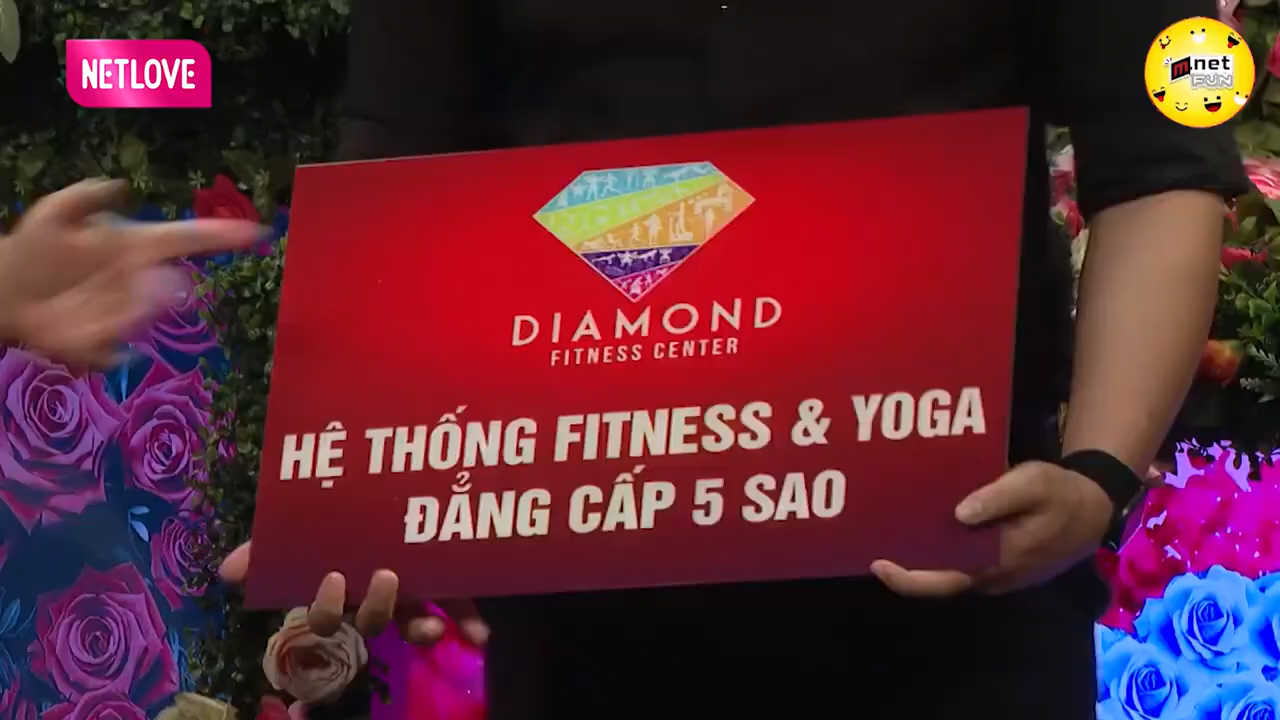 NETLOVE
m.net
FUN
DIAMOND
FITNESS CENTER
HỆ THỐNG FITNESS & YOGA
ĐẲNG CẤP 5 SAO